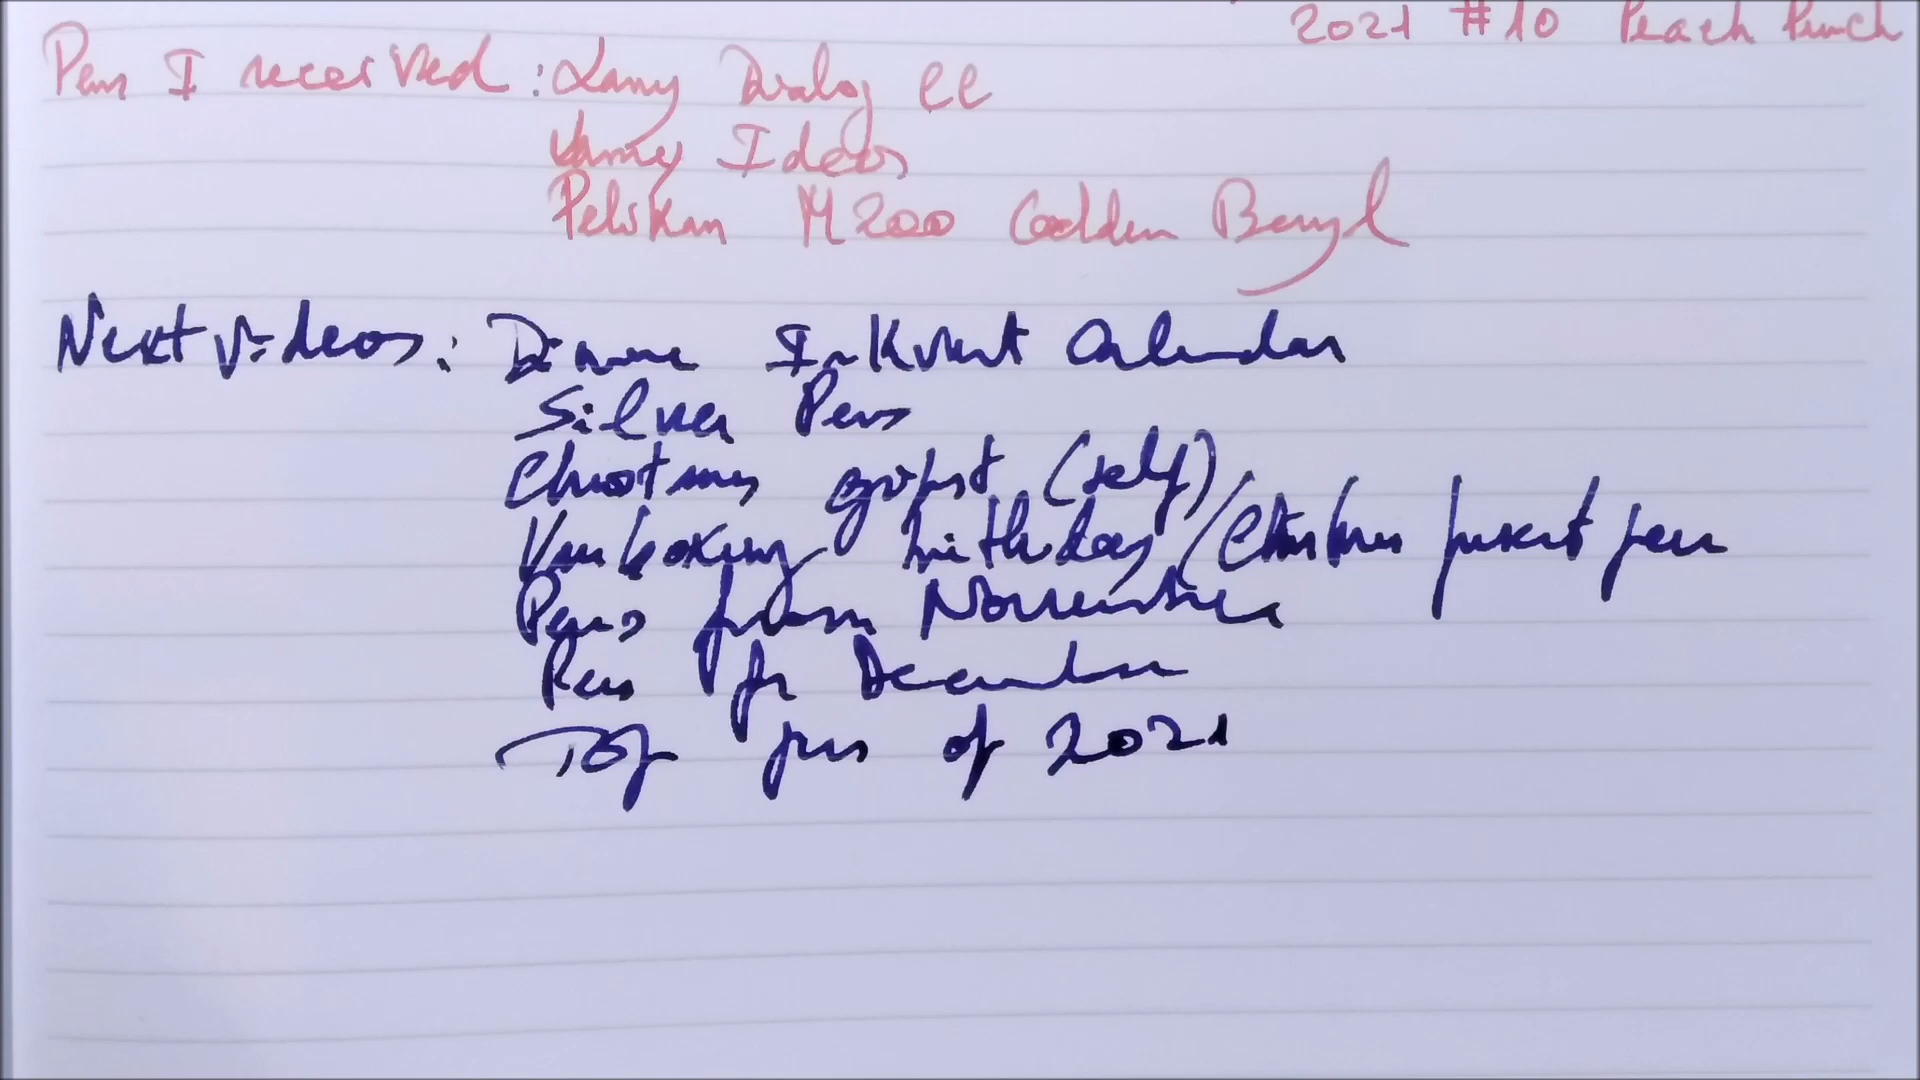 2021 #10 Peach Punch
Pens I received: Lamy Dialog CC
Lamy Ideos
Pelikan M200 Golden Beryl
Next videos: Diamine Inkvent Calendar
Silver Pens
Christmas (self)
Unboxing birthday/Christmas present pen
Pens from November
Pens for December
Top pens of 2021